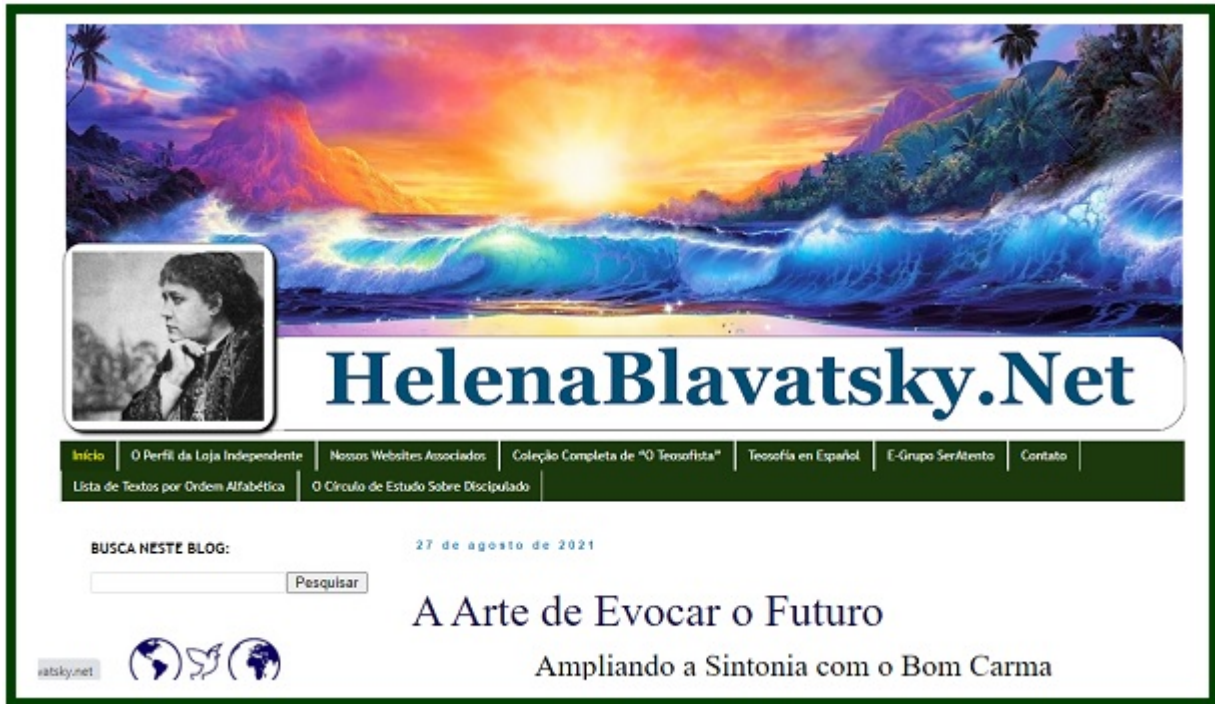 HelenaBlavatsky.Net
Início O Perfil da Loja Independente Nossos Websites Associados Coleção Completa de "O Teosofista" Teosofía en Español E-Grupo SerAtento Contato
Lista de Textos por Ordem Alfabética O Círculo de Estudo Sobre Discipulado
BUSCA NESTE BLOG:
Pesquisar
27 de agosto de 2021
A Arte de Evocar o Futuro
Ampliando a Sintonia com o Bom Carma
vatsky.net